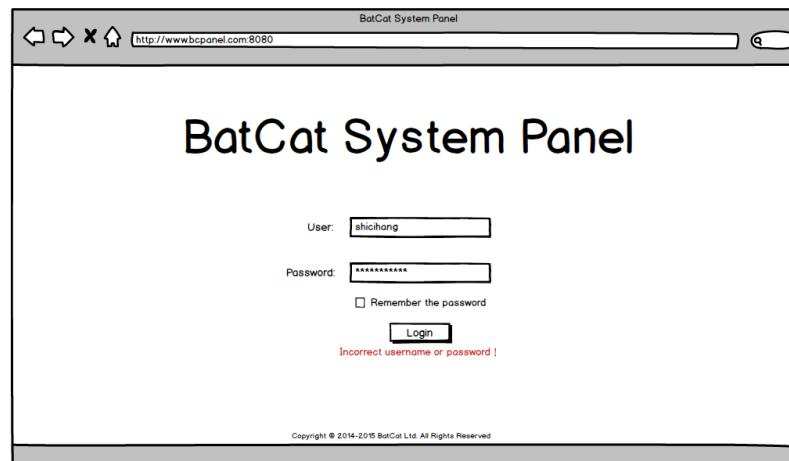 BatCat System Panel
http://www.bcpanel.com:8080
BatCat System Panel
User: shicihang
Password: ***********
Remember the password
Login
Incorrect username or password !
Copyright © 2014-2015 BatCat Ltd. All Rights Reserved